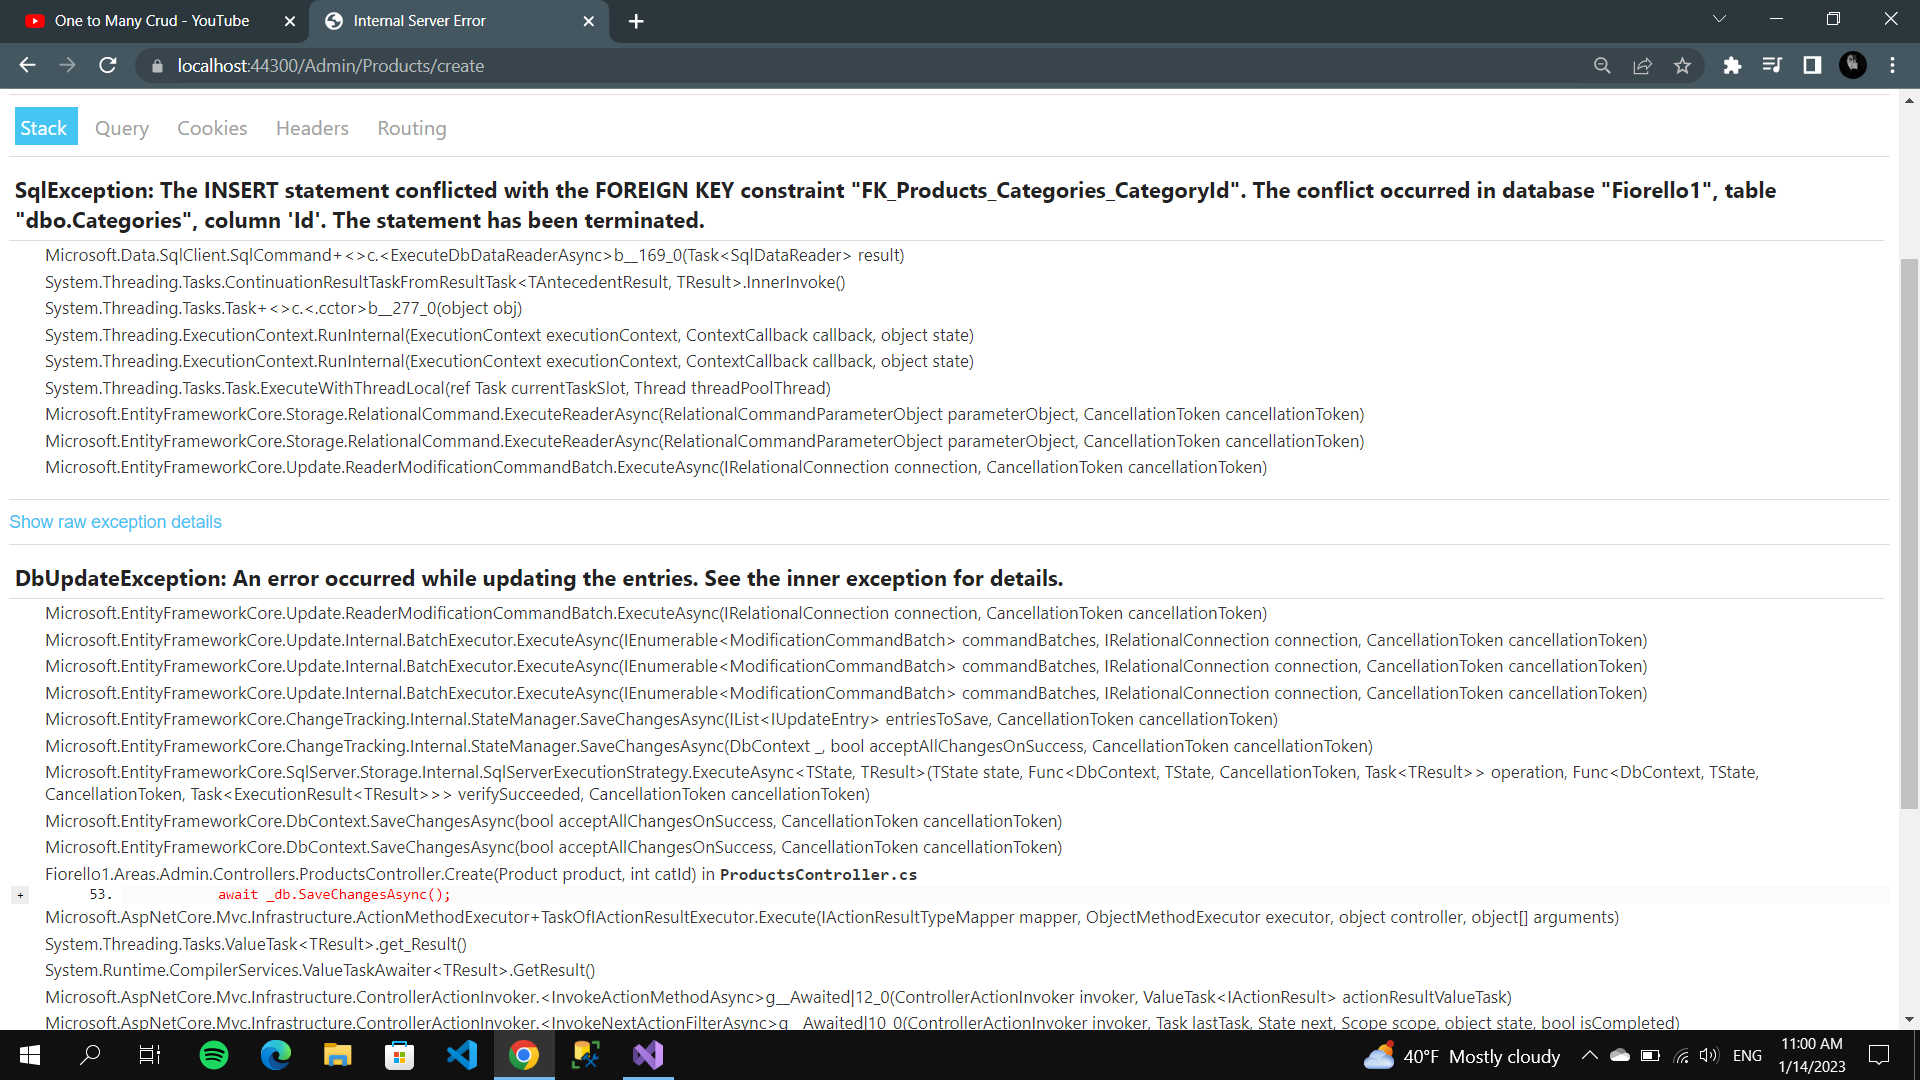 One to Many Crud - YouTube
Internal Server Error
localhost:44300/Admin/Products/create
Stack Query Cookies Headers Routing
SqlException: The INSERT statement conflicted with the FOREIGN KEY constraint "FK_Products_Categories_CategoryId". The conflict occurred in database "Fiorello1", table
"dbo.Categories", column 'Id'. The statement has been terminated.
Microsoft.Data.SqlClient.SqlCommand+<>c.<ExecuteDbDataReaderAsync>b__169_0(Task<SqlDataReader> result)
System.Threading.Tasks.ContinuationResultTaskFromResultTask<TAntecedentResult, TResult>.InnerInvoke()
System.Threading.Tasks.Task+<>c.<.cctor>b__277_0(object obj)
System.Threading.ExecutionContext.RunInternal(ExecutionContext executionContext, ContextCallback callback, object state)
System.Threading.ExecutionContext.RunInternal(ExecutionContext executionContext, ContextCallback callback, object state)
System.Threading.Tasks.Task.ExecuteWithThreadLocal(ref Task currentTaskSlot, Thread threadPoolThread)
Microsoft.EntityFrameworkCore.Storage.RelationalCommand.ExecuteReaderAsync(RelationalCommandParameterObject parameterObject, CancellationToken cancellationToken)
Microsoft.EntityFrameworkCore.Storage.RelationalCommand.ExecuteReaderAsync(RelationalCommandParameterObject parameterObject, CancellationToken cancellationToken)
Microsoft.EntityFrameworkCore.Update.ReaderModificationCommandBatch.ExecuteAsync(IRelationalConnection connection, CancellationToken cancellationToken)
Show raw exception details
DbUpdateException: An error occurred while updating the entries. See the inner exception for details.
Microsoft.EntityFrameworkCore.Update.ReaderModificationCommandBatch.ExecuteAsync(IRelationalConnection connection, CancellationToken cancellationToken)
Microsoft.EntityFrameworkCore.Update.Internal.BatchExecutor.ExecuteAsync(IEnumerable<ModificationCommandBatch> commandBatches, IRelationalConnection connection, CancellationToken cancellationToken)
Microsoft.EntityFrameworkCore.Update.Internal.BatchExecutor.ExecuteAsync(IEnumerable<ModificationCommandBatch> commandBatches, IRelationalConnection connection, CancellationToken cancellationToken)
Microsoft.EntityFrameworkCore.Update.Internal.BatchExecutor.ExecuteAsync(IEnumerable<ModificationCommandBatch> commandBatches, IRelationalConnection connection, CancellationToken cancellationToken)
Microsoft.EntityFrameworkCore.ChangeTracking.Internal.StateManager.SaveChangesAsync(IList<IUpdateEntry> entriesToSave, CancellationToken cancellationToken)
Microsoft.EntityFrameworkCore.ChangeTracking.Internal.StateManager.SaveChangesAsync(DbContext _, bool acceptAllChangesOnSuccess, CancellationToken cancellationToken)
Microsoft.EntityFrameworkCore.SqlServer.Storage.Internal.SqlServerExecutionStrategy.ExecuteAsync<TState, TResult>(TState state, Func<DbContext, TState, CancellationToken, Task<TResult>> operation, Func<DbContext, TState,
CancellationToken, Task<ExecutionResult<TResult>>> verifySucceeded, CancellationToken cancellationToken)
Microsoft.EntityFrameworkCore.DbContext.SaveChangesAsync(bool acceptAllChangesOnSuccess, CancellationToken cancellationToken)
Microsoft.EntityFrameworkCore.DbContext.SaveChangesAsync(bool acceptAllChangesOnSuccess, CancellationToken cancellationToken)
Fiorello1.Areas.Admin.Controllers.ProductsController.Create(Product product, int catId) in ProductsController.cs
+ 53. await _db.SaveChangesAsync();
Microsoft.AspNetCore.Mvc.Infrastructure.ActionMethodExecutor+TaskOfIActionResultExecutor.Execute(IActionResultTypeMapper mapper, ObjectMethodExecutor executor, object controller, object[] arguments)
System.Threading.Tasks.ValueTask<TResult>.get_Result()
System.Runtime.CompilerServices.ValueTaskAwaiter<TResult>.GetResult()
Microsoft.AspNetCore.Mvc.Infrastructure.ControllerActionInvoker.<InvokeActionMethodAsync>g__Awaited|12_0(ControllerActionInvoker invoker, ValueTask<IActionResult> actionResultValueTask)
Microsoft.AspNetCore.Mvc.Infrastructure.ControllerActionInvoker.<InvokeNextActionFilterAsync>g__Awaited|10_0(ControllerActionInvoker invoker, Task lastTask, State next, Scope scope, object state, bool isCompleted)
40°F Mostly cloudy
ENG
11:00 AM
1/14/2023